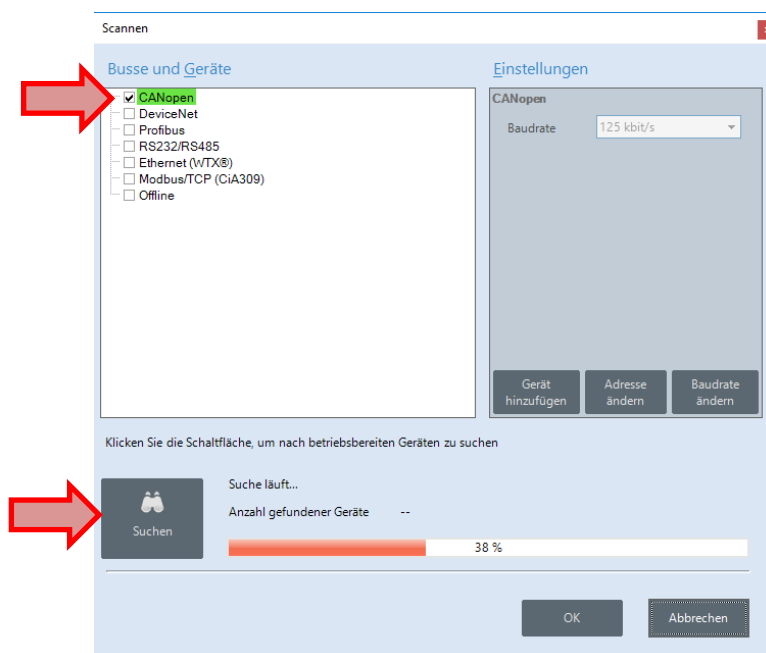 Scannen
Busse und Geräte
CANopen
DeviceNet
Profibus
RS232/RS485
Ethernet (WTX®)
Modbus/TCP (CiA309)
Offline
Einstellungen
CANopen
Baudrate 125 kbit/s
Gerät hinzufügen
Adresse ändern
Baudrate ändern
Klicken Sie die Schaltfläche, um nach betriebsbereiten Geräten zu suchen
Suchen
Suche läuft...
Anzahl gefundener Geräte --
38 %
OK
Abbrechen